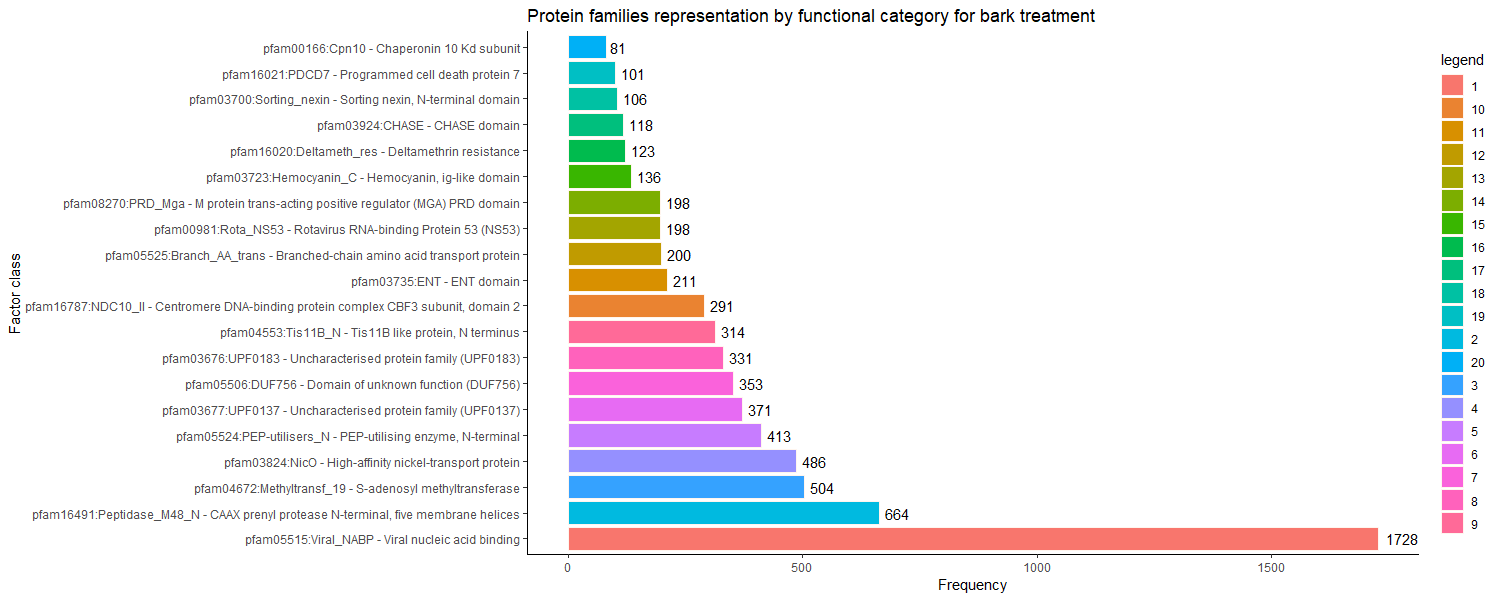 Protein families representation by functional category for bark treatment
Factor class
pfam00166:Cpn10 - Chaperonin 10 Kd subunit 81
pfam16021:PDCD7 - Programmed cell death protein 7 101
pfam03700:Sorting_nexin - Sorting nexin, N-terminal domain 106
pfam03924:CHASE - CHASE domain 118
pfam16020:Deltameth_res - Deltamethrin resistance 123
pfam03723:Hemocyanin_C - Hemocyanin, ig-like domain 136
pfam08270:PRD_Mga - M protein trans-acting positive regulator (MGA) PRD domain 198
pfam00981:Rota_NS53 - Rotavirus RNA-binding Protein 53 (NS53) 198
pfam05525:Branch_AA_trans - Branched-chain amino acid transport protein 200
pfam03735:ENT - ENT domain 211
pfam16787:NDC10_II - Centromere DNA-binding protein complex CBF3 subunit, domain 2 291
pfam04553:Tis11B_N - Tis11B like protein, N terminus 314
pfam03676:UPF0183 - Uncharacterised protein family (UPF0183) 331
pfam05506:DUF756 - Domain of unknown function (DUF756) 353
pfam03677:UPF0137 - Uncharacterised protein family (UPF0137) 371
pfam05524:PEP-utilisers_N - PEP-utilising enzyme, N-terminal 413
pfam03824:NicO - High-affinity nickel-transport protein 486
pfam04672:Methyltransf_19 - S-adenosyl methyltransferase 504
pfam16491:Peptidase_M48_N - CAAX prenyl protease N-terminal, five membrane helices 664
pfam05515:Viral_NABP - Viral nucleic acid binding 1728
0 500 1000 1500
Frequency
legend
1
10
11
12
13
14
15
16
17
18
19
2
20
3
4
5
6
7
8
9